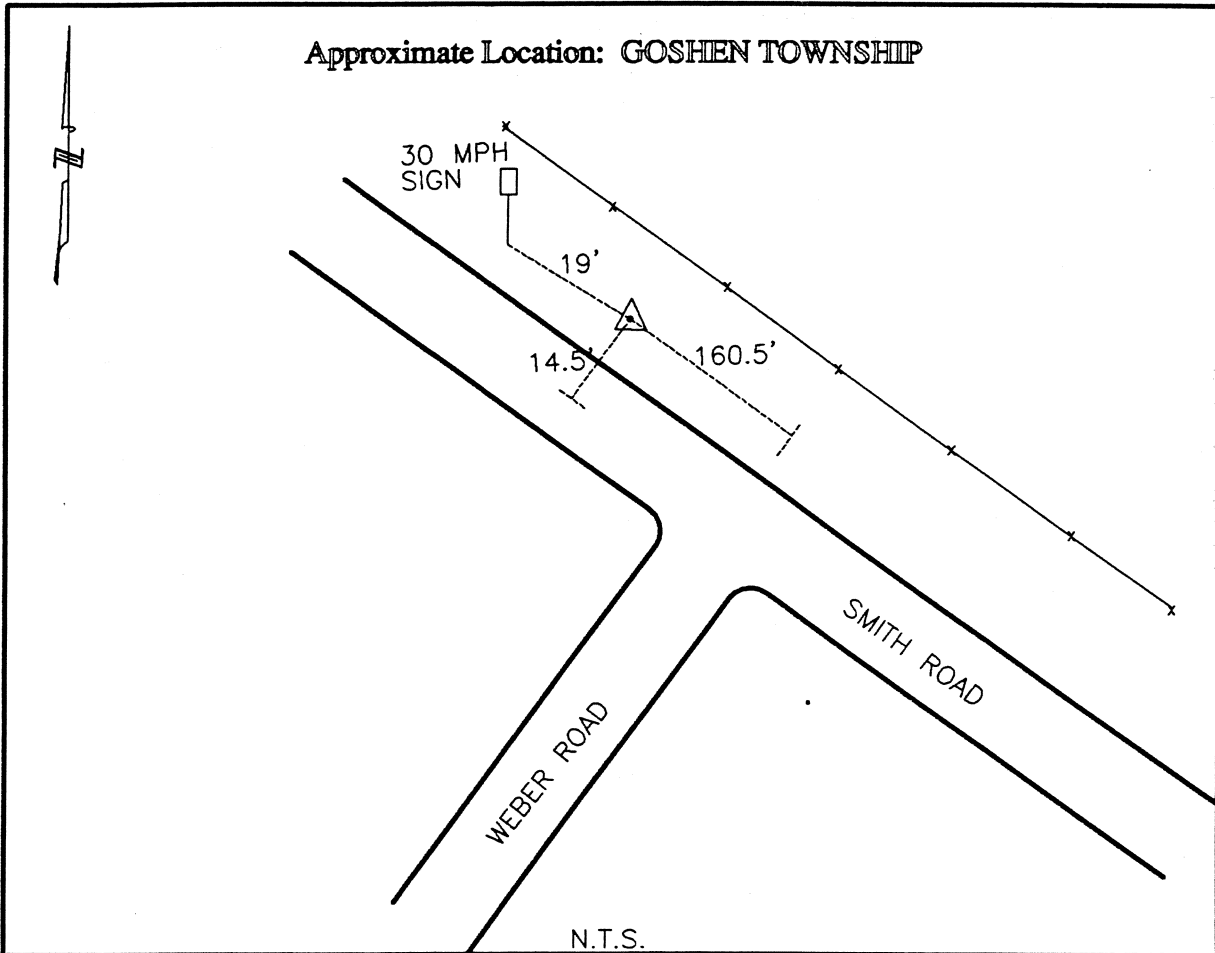 Approximate Location: GOSHEN TOWNSHIP
N
30 MPH
SIGN
19'
14.5'
160.5'
SMITH ROAD
WEBER ROAD
N.T.S.